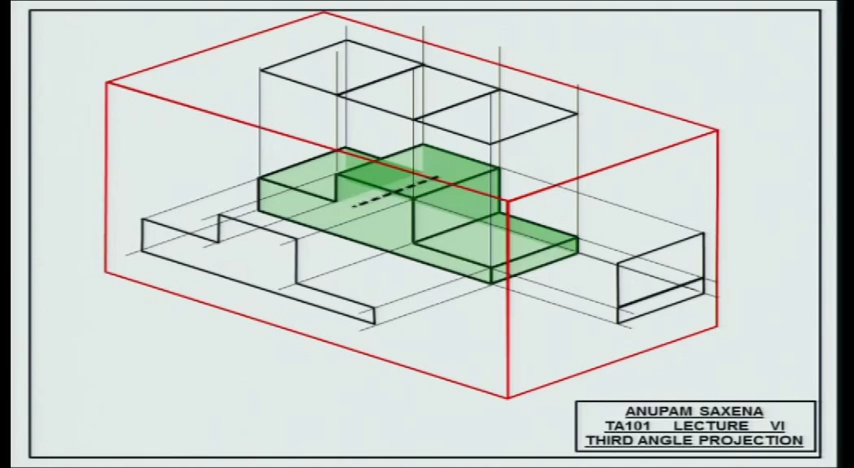 ANUPAM SAXENA
TA101 LECTURE VI
THIRD ANGLE PROJECTION